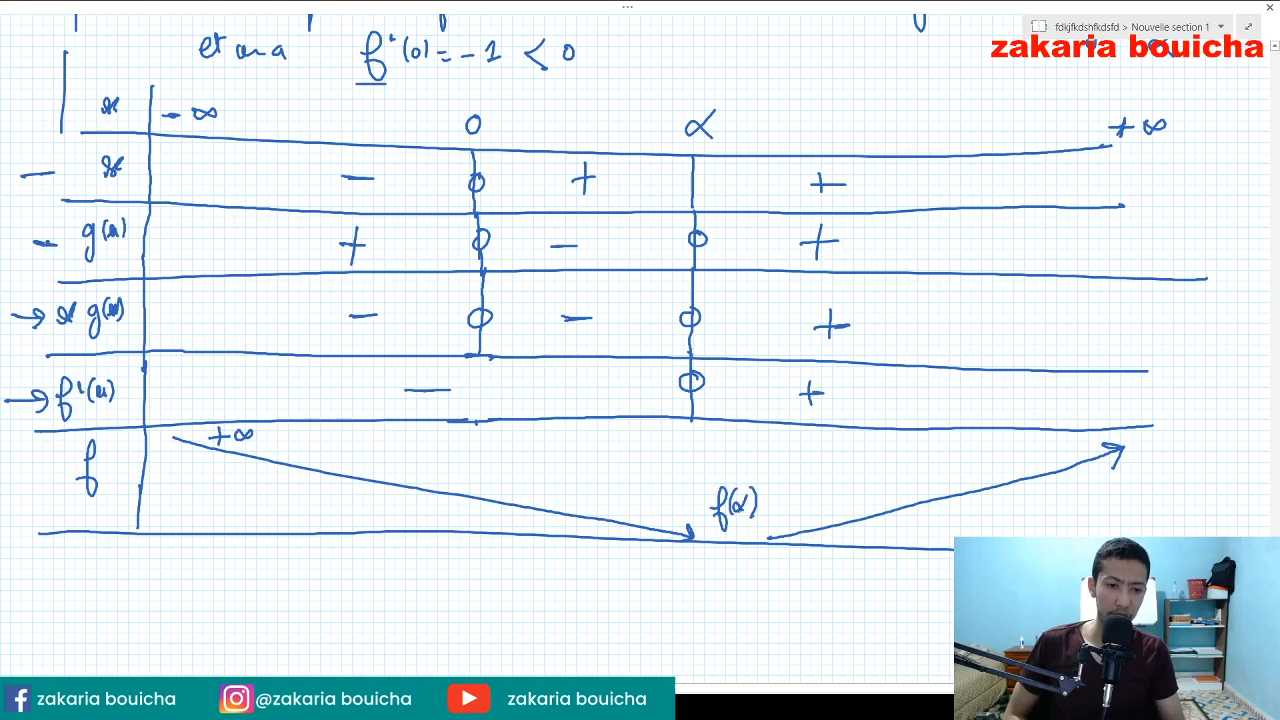 fdkjfkdshfkdsfd > Nouvelle section 1
zakaria bouicha
et on a f'(0) = -1 < 0
x -∞ 0 α +∞
- x - 0 + +
- g(x) + 0 - 0 +
→ x g(x) - 0 - 0 +
→ f'(x) - 0 +
+∞
f f(α)
zakaria bouicha @zakaria bouicha zakaria bouicha